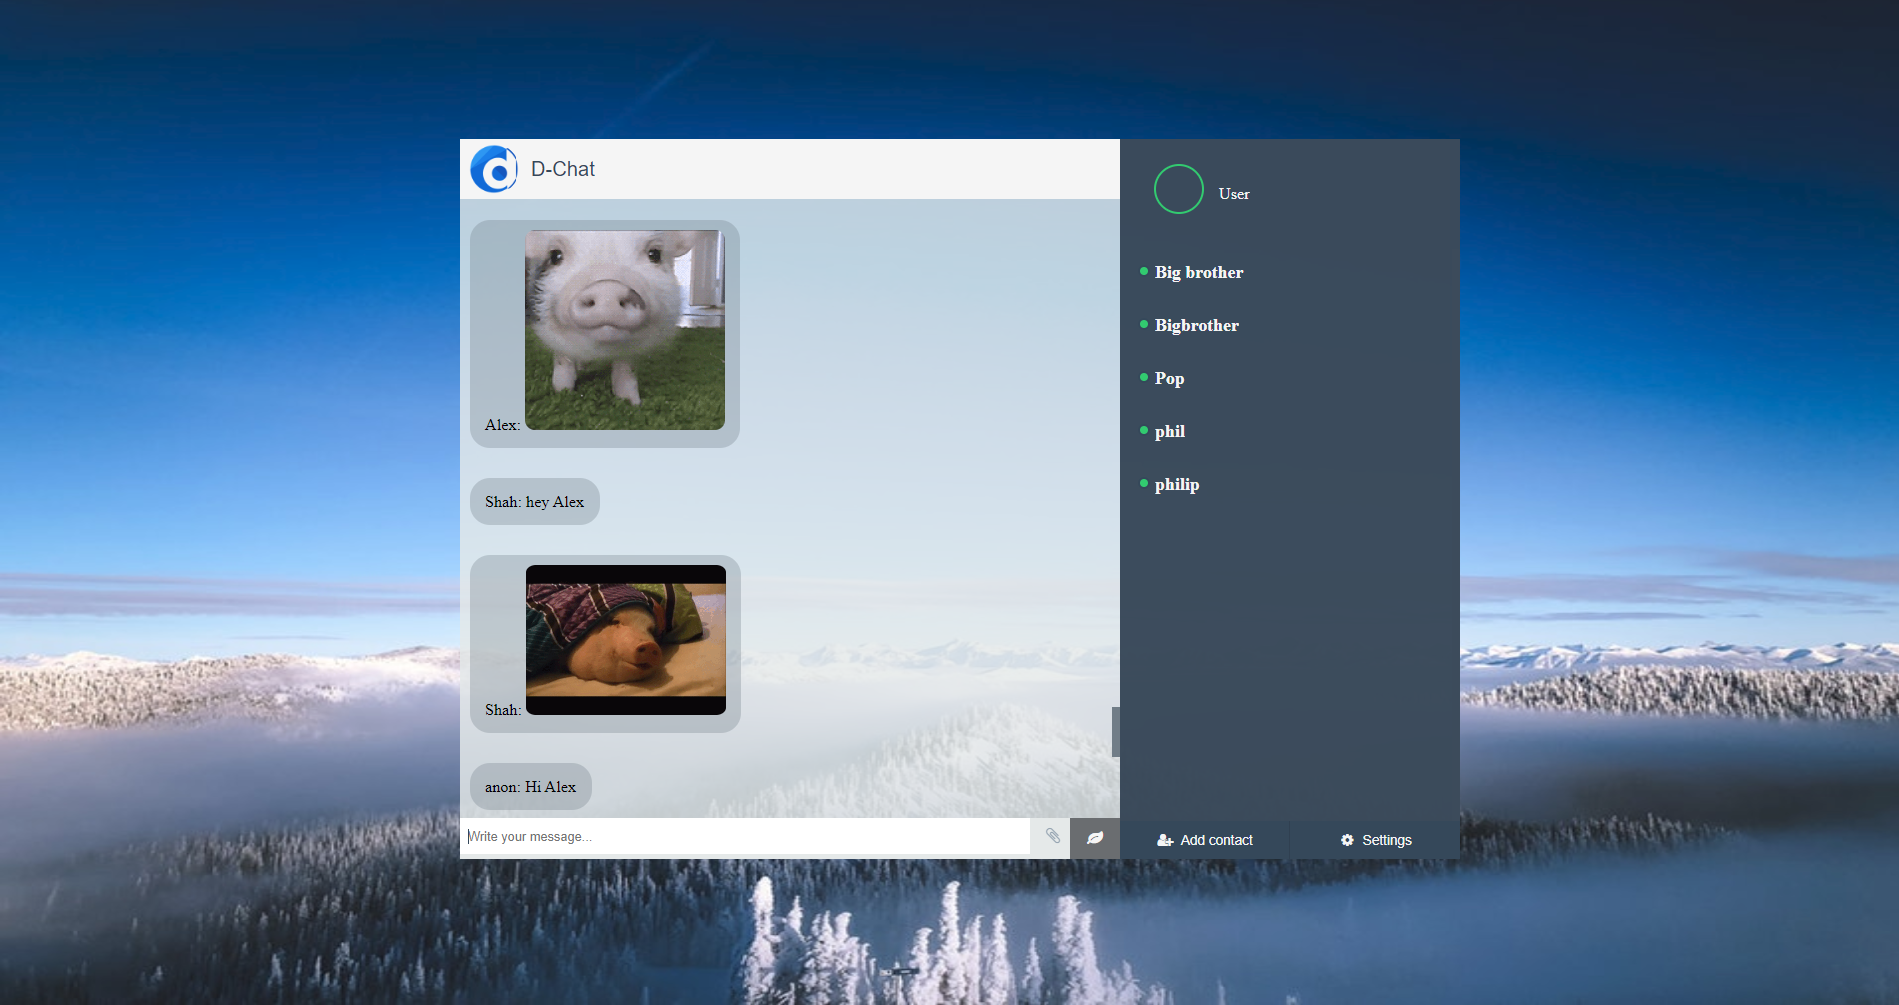 D-Chat
Alex:
Shah: hey Alex
Shah:
anon: Hi Alex
Write your message...
User
Big brother
Bigbrother
Pop
phil
philip
Add contact
Settings